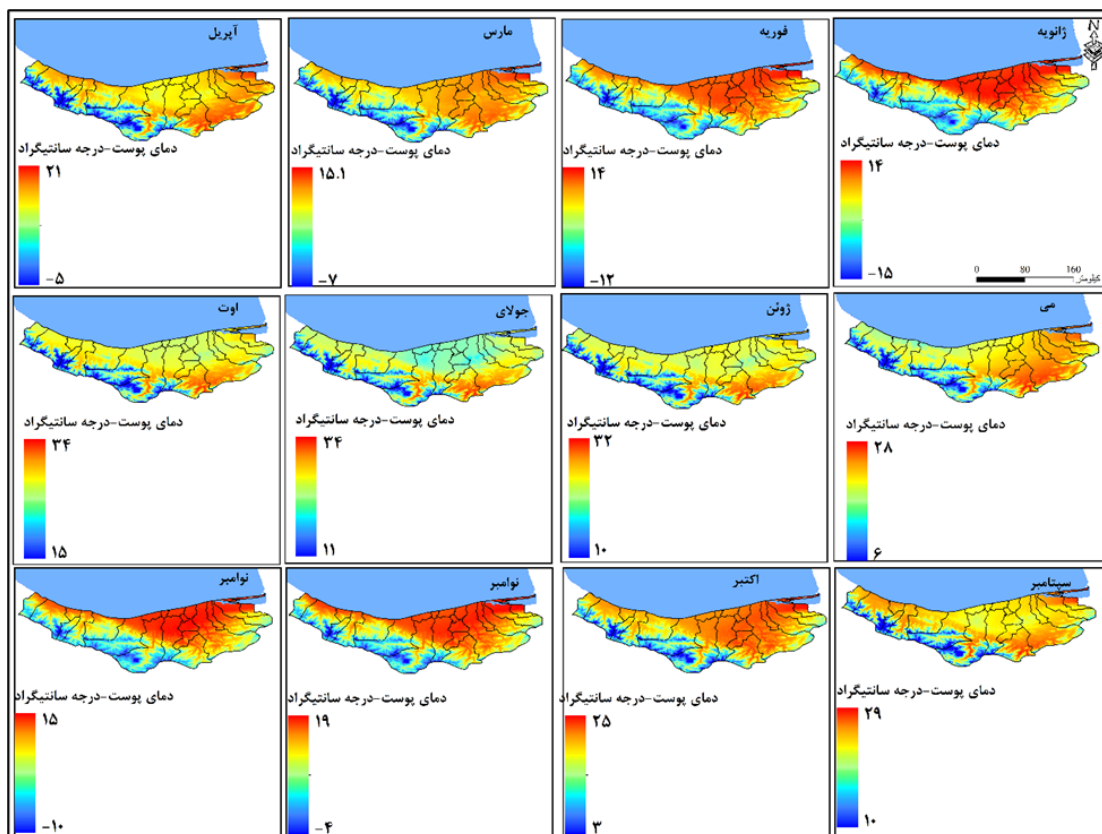 ژانویه
N
دمای پوست-درجه سانتیگراد
۱۴
-۱۵
0 80 160
کیلومتر
فوریه
دمای پوست-درجه سانتیگراد
۱۴
-۱۲
مارس
دمای پوست-درجه سانتیگراد
۱۵.۱
-۷
آپریل
دمای پوست-درجه سانتیگراد
۲۱
-۵
می
دمای پوست-درجه سانتیگراد
۲۸
۶
ژوئن
دمای پوست-درجه سانتیگراد
۳۲
۱۰
جولای
دمای پوست-درجه سانتیگراد
۳۴
۱۱
اوت
دمای پوست-درجه سانتیگراد
۳۴
۱۵
سپتامبر
دمای پوست-درجه سانتیگراد
۲۹
۱۰
اکتبر
دمای پوست-درجه سانتیگراد
۲۵
۳
نوامبر
دمای پوست-درجه سانتیگراد
۱۹
-۴
نوامبر
دمای پوست-درجه سانتیگراد
۱۵
-۱۰